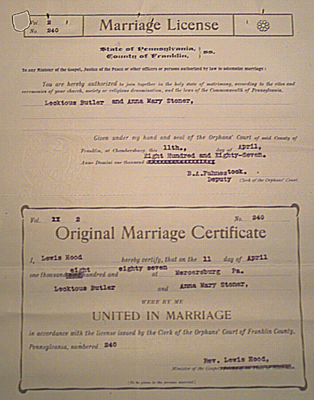 Vol. 2
No. 240
Marriage License
State of Pennsylvania,
County of Franklin, } ss.
To any Minister of the Gospel, Justice of the Peace or other officers or persons authorized by law to solemnize marriage:
You are hereby authorized to join together in the holy state of matrimony, according to the rites and
ceremonies of your church, society or religious denomination, and the laws of the Commonwealth of Pennsylvania,
Locktous Butler and Anna Mary Stoner,
Given under my hand and seal of the Orphans' Court of said County of
Franklin, at Chambersburg, this 11th., day of April,
Anno Domini one thousand Eight Hundred and Eighty-Seven.
B.A. Fuhnestock.
Deputy Clerk of the Orphans' Court.
Vol. II 2 No. 240
Original Marriage Certificate
I, Lewis Hood hereby certify, that on the 11 day of April
one thousand eight hundred and eighty seven at Mercersburg Pa.
Locktous Butler and Anna Mary Stoner,
WERE BY ME
UNITED IN MARRIAGE
in accordance with the license issued by the Clerk of the Orphans' Court of Franklin County,
Pennsylvania, numbered 240
Rev. Lewis Hood,
Minister of the Gospel
(To be given to the persons married.)